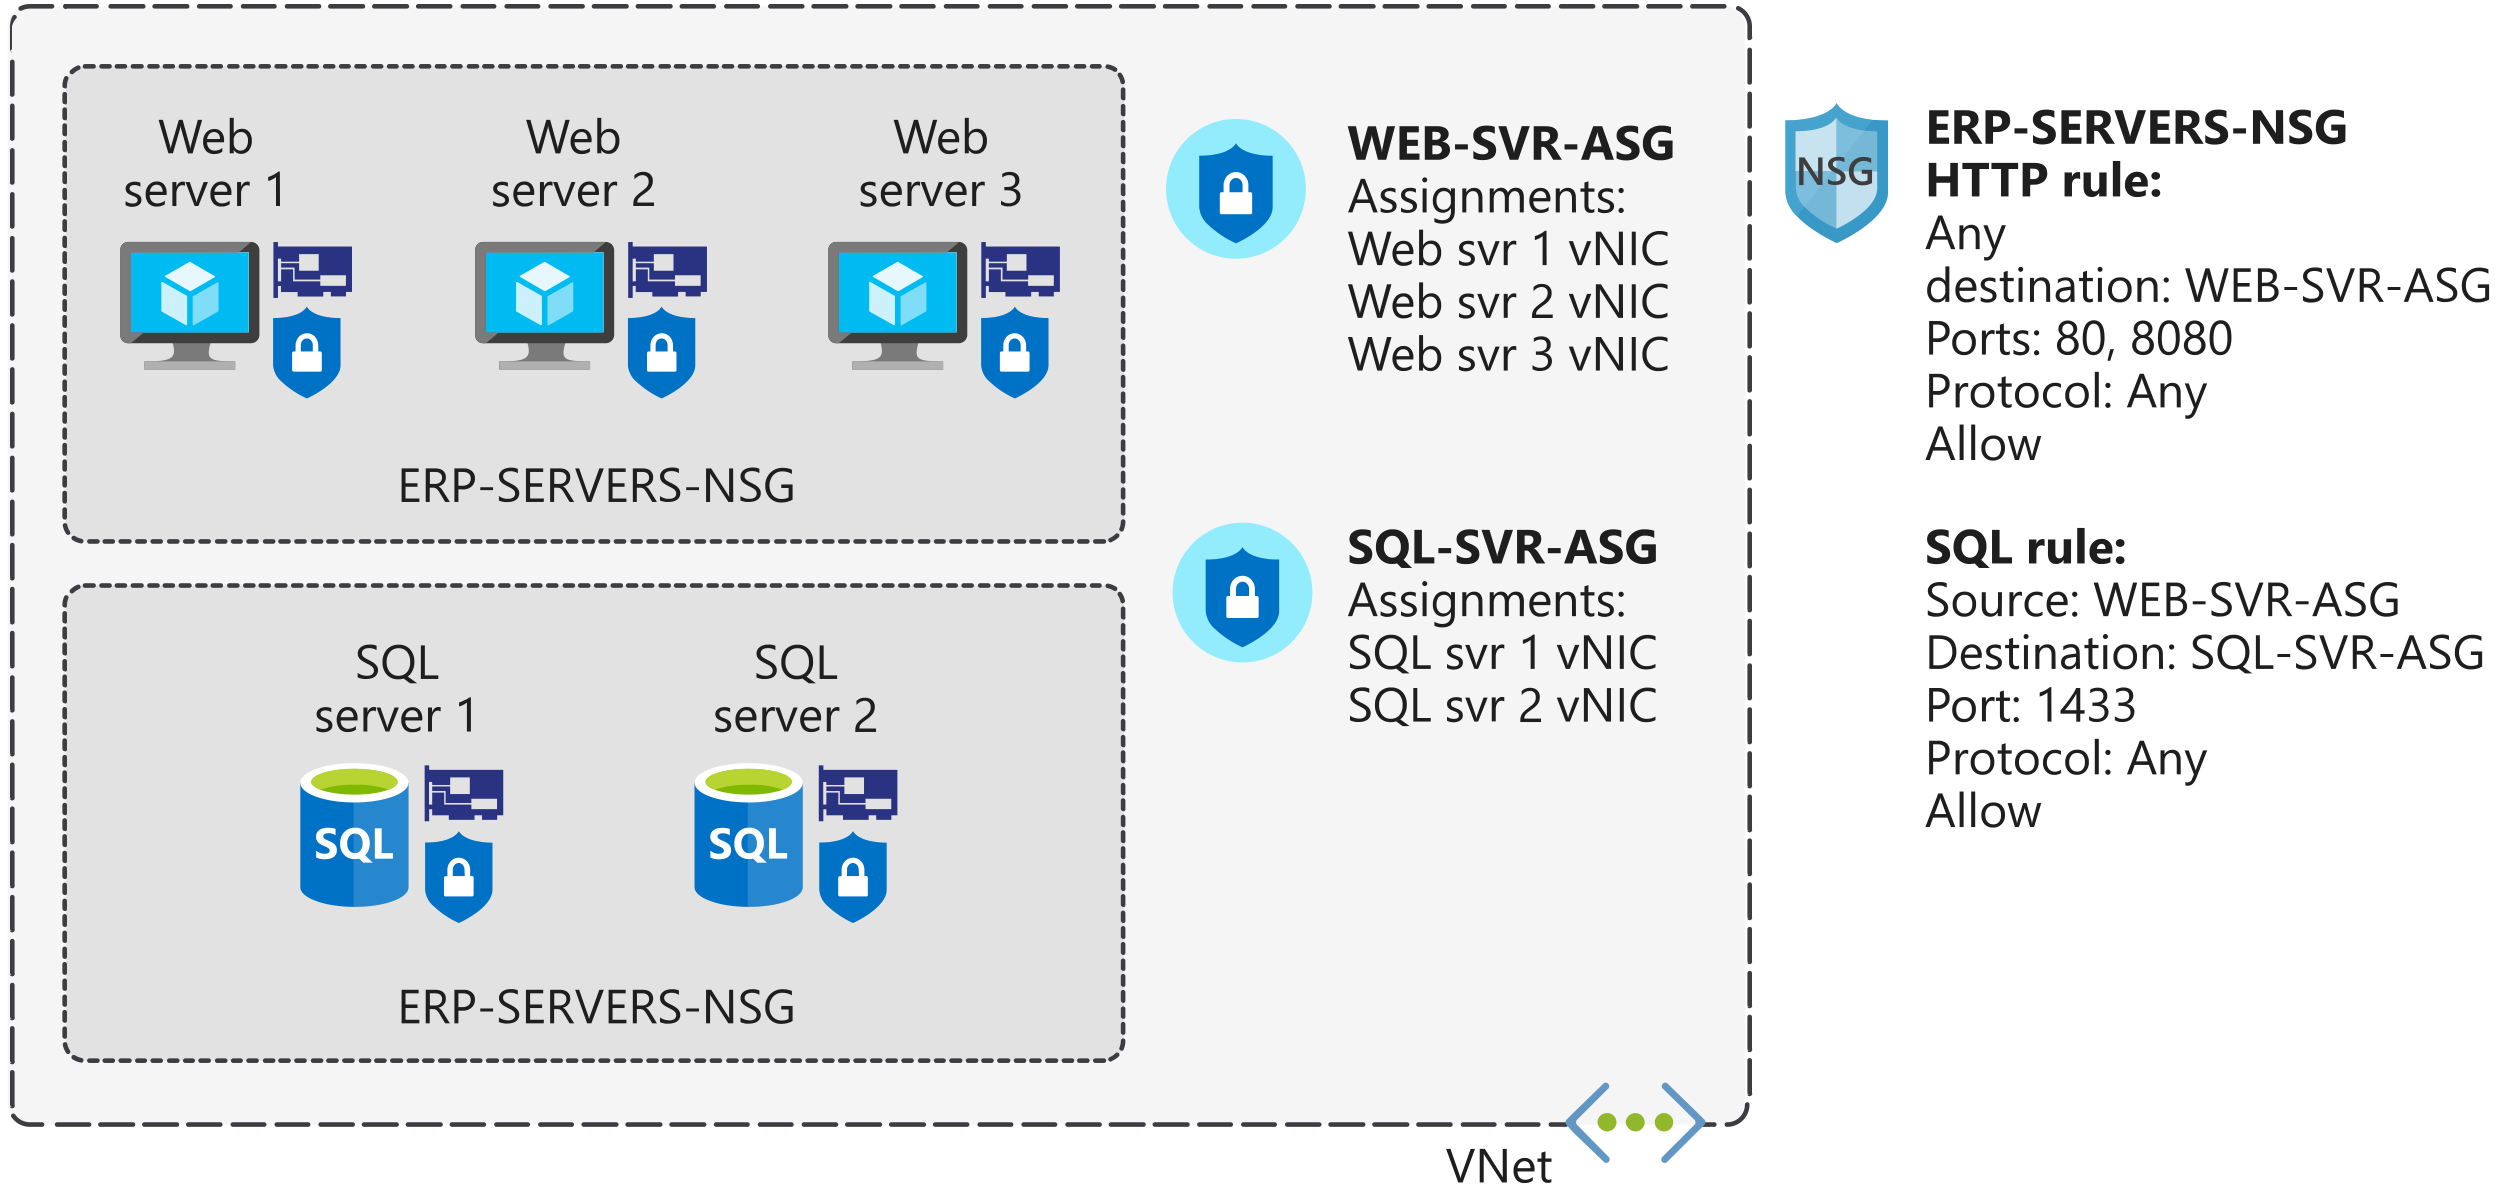 Web
server 1
Web
server 2
Web
server 3
ERP-SERVERS-NSG
SQL
server 1
SQL
server 2
SQL
SQL
ERP-SERVERS-NSG
WEB-SVR-ASG
Assignments:
Web svr 1 vNIC
Web svr 2 vNIC
Web svr 3 vNIC
SQL-SVR-ASG
Assignments:
SQL svr 1 vNIC
SQL svr 2 vNIC
VNet
NSG
ERP-SERVERS-NSG
HTTP rule:
Any
destination: WEB-SVR-ASG
Ports: 80, 8080
Protocol: Any
Allow
SQL rule:
Source: WEB-SVR-ASG
Destination: SQL-SVR-ASG
Port: 1433
Protocol: Any
Allow